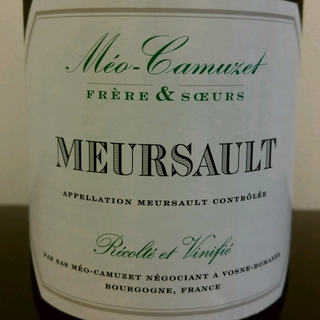 Méo-Camuzet
FRÈRE & SŒURS
MEURSAULT
APPELLATION MEURSAULT CONTRÔLÉE
Récolté et Vinifié
PAR SAS MÉO-CAMUZET NÉGOCIANT A VOSNE-ROMANÉE
BOURGOGNE, FRANCE